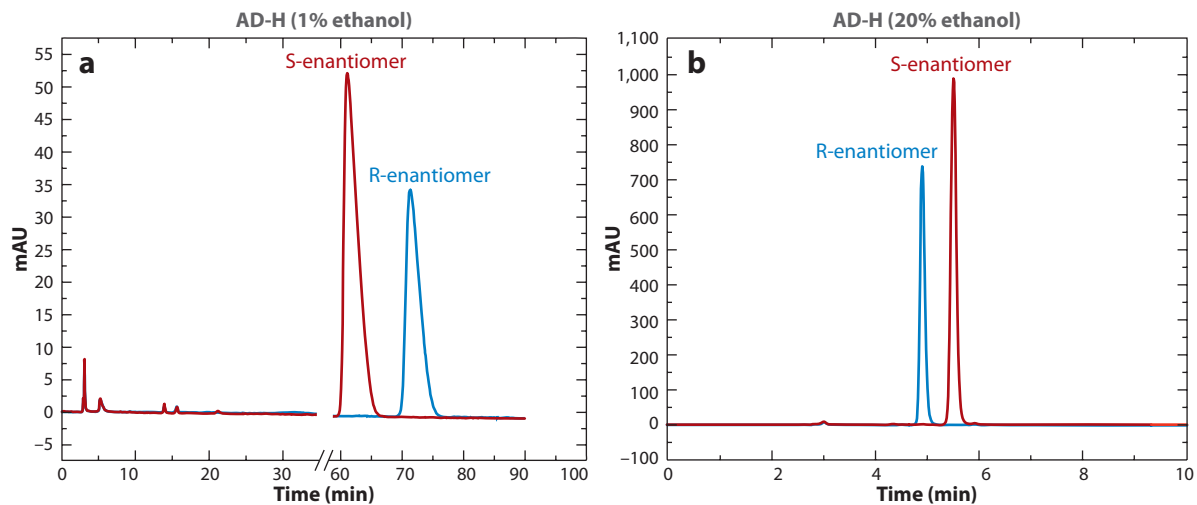 AD-H (1% ethanol)
a
S-enantiomer
R-enantiomer
55
50
45
40
35
30
25
20
15
10
5
0
−5
mAU
0 10 20 30 60 70 80 90 100
Time (min)
AD-H (20% ethanol)
b
S-enantiomer
R-enantiomer
1,100
1,000
900
800
700
600
500
400
300
200
100
0
−100
mAU
0 2 4 6 8 10
Time (min)